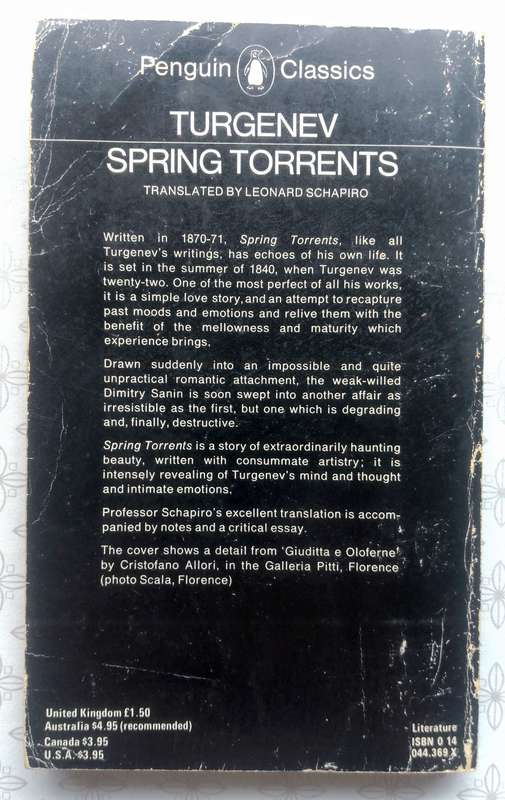 Penguin Classics
TURGENEV
SPRING TORRENTS
TRANSLATED BY LEONARD SCHAPIRO
Written in 1870-71, Spring Torrents, like all
Turgenev's writings, has echoes of his own life. It
is set in the summer of 1840, when Turgenev was
twenty-two. One of the most perfect of all his works,
it is a simple love story, and an attempt to recapture
past moods and emotions and relive them with the
benefit of the mellowness and maturity which
experience brings.
Drawn suddenly into an impossible and quite
unpractical romantic attachment, the weak-willed
Dimitry Sanin is soon swept into another affair as
irresistible as the first, but one which is degrading
and, finally, destructive.
Spring Torrents is a story of extraordinarily haunting
beauty, written with consummate artistry; it is
intensely revealing of Turgenev's mind and thought
and intimate emotions.
Professor Schapiro's excellent translation is accom-
panied by notes and a critical essay.
The cover shows a detail from 'Giuditta e Oloferne'
by Cristofano Allori, in the Galleria Pitti, Florence
(photo Scala, Florence)
United Kingdom £1.50
Australia $4.95 (recommended)
Canada $3.95
U.S.A. $3.95
Literature
ISBN 0 14
044.369 X